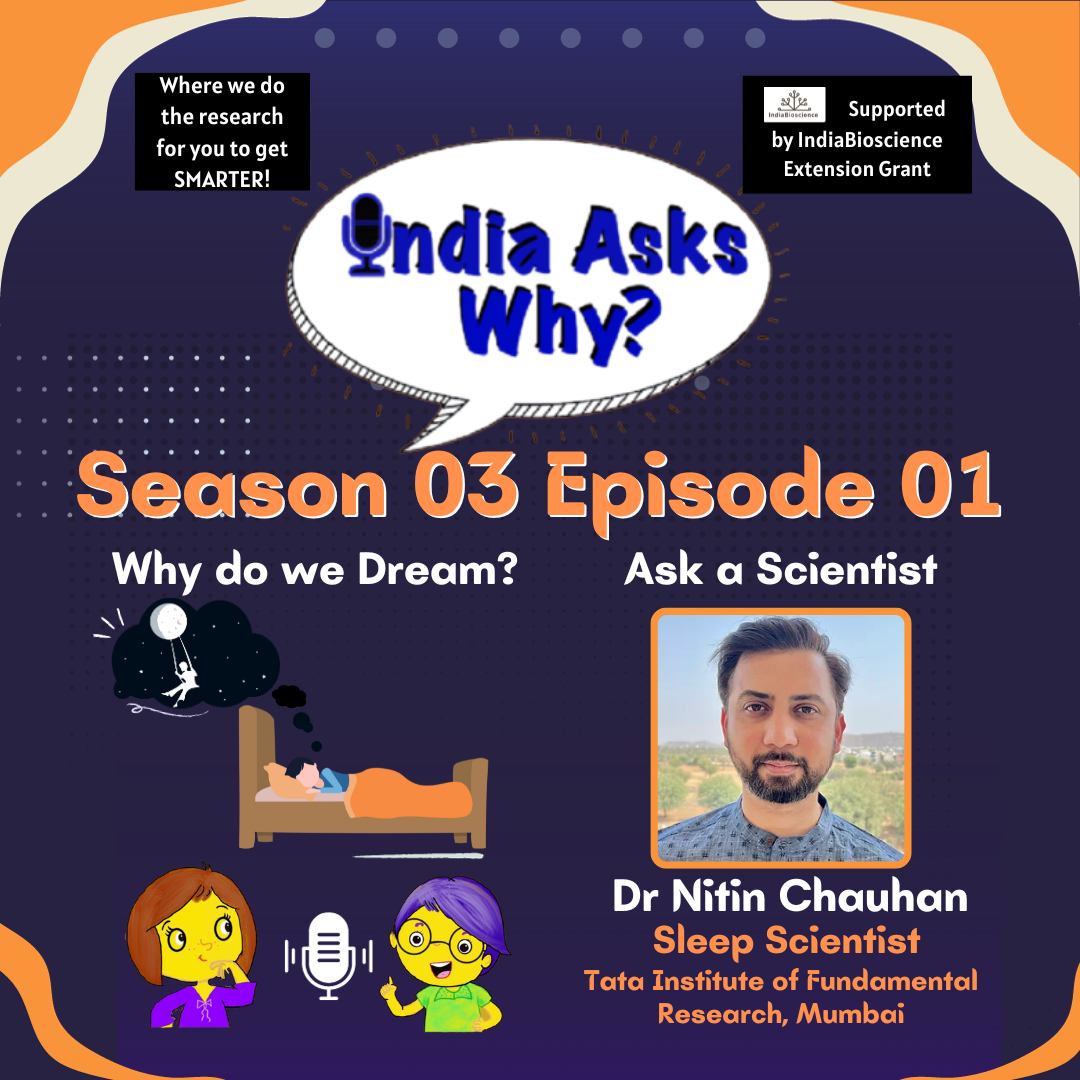 Where we do
the research
for you to get
SMARTER!
IndiaBioscience
Supported
by IndiaBioscience
Extension Grant
India Asks
Why?
Season 03 Episode 01
Why do we Dream?
Ask a Scientist
Dr Nitin Chauhan
Sleep Scientist
Tata Institute of Fundamental
Research, Mumbai